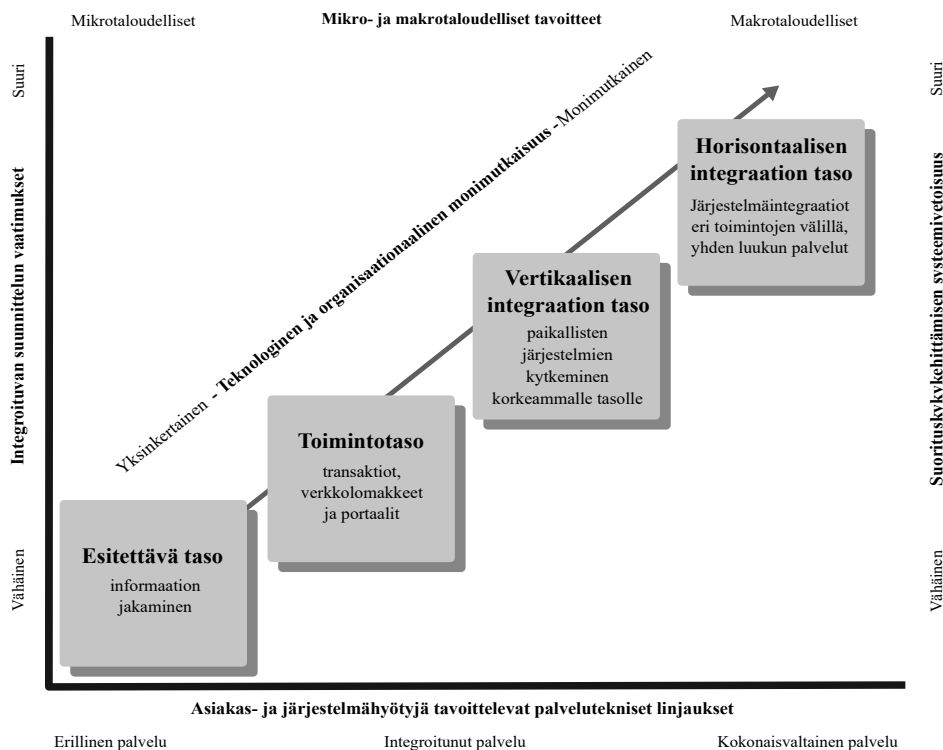 Mikrotaloudelliset
Mikro- ja makrotaloudelliset tavoitteet
Makrotaloudelliset
Suuri
Integroituvan suunnittelun vaatimukset
Vähäinen
Yksinkertainen - Teknologinen ja organisaationaalinen monimutkaisuus - Monimutkainen
Horisontaalisen
integraation taso
Järjestelmäintegraatiot
eri toimintojen välillä,
yhden luukun palvelut
Vertikaalisen
integraation taso
paikallisten
järjestelmien
kytkeminen
korkeammalle tasolle
Toimintotaso
transaktiot,
verkkolomakkeet
ja portaalit
Esitettävä taso
informaation
jakaminen
Suuri
Suorituskykykehittämisen systeemivetoisuus
Vähäinen
Asiakas- ja järjestelmähyötyjä tavoittelevat palvelutekniset linjaukset
Erillinen palvelu
Integroitunut palvelu
Kokonaisvaltainen palvelu